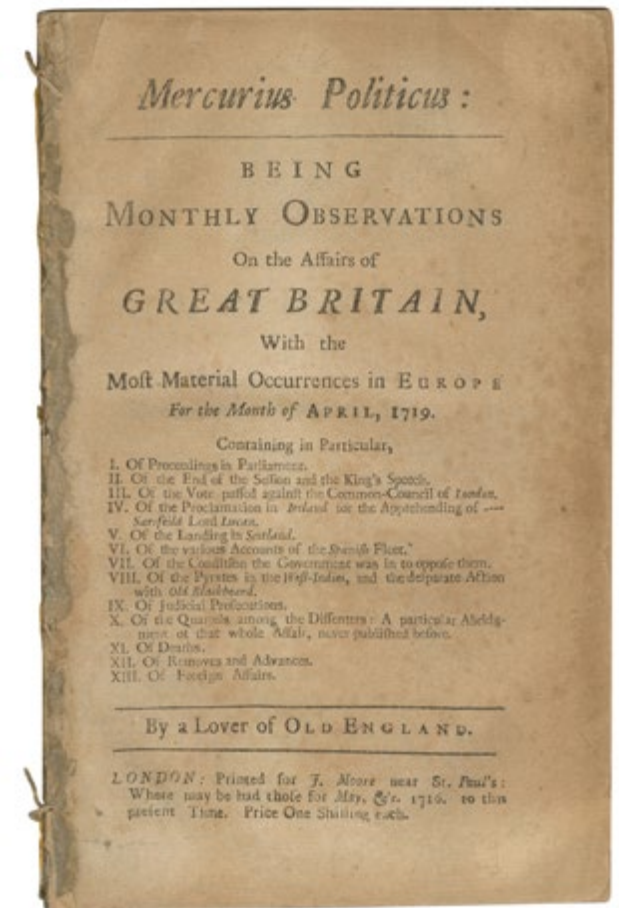 Mercurius Politicus:
BEING
MONTHLY OBSERVATIONS
On the Affairs of
GREAT BRITAIN,
With the
Moſt Material Occurrences in EUROPE
For the Month of APRIL, 1719.
Containing in Particular,
I. Of Proceedings in Parliament.
II. Of the End of the Seſſion and the King's Speech.
III. Of the Vote paſſed againſt the Common-Council of London.
IV. Of the Proclamation in Ireland for the Apprehending of ----
Sarsfeild Lord Lucan.
V. Of the Landing in Scotland.
VI. Of the various Accounts of the Spaniſh Fleet.
VII. Of the Condition the Government was in to oppoſe them.
VIII. Of the Pyrates in the Weſt-Indies, and the deſparate Action
with Old Blackbeard.
IX. Of Judicial Proſecutions.
X. Of the Quarrels among the Diſſenters: A particular Abridg-
ment of that whole Affair, never publiſhed before.
XI. Of Deaths.
XII. Of Removes and Advances.
XIII. Of Foreign Affairs.
By a Lover of OLD ENGLAND.
LONDON: Printed for J. Moore near St. Paul's:
Where may be had thoſe for May, &c. 1716. to this
preſent Time. Price One Shilling each.